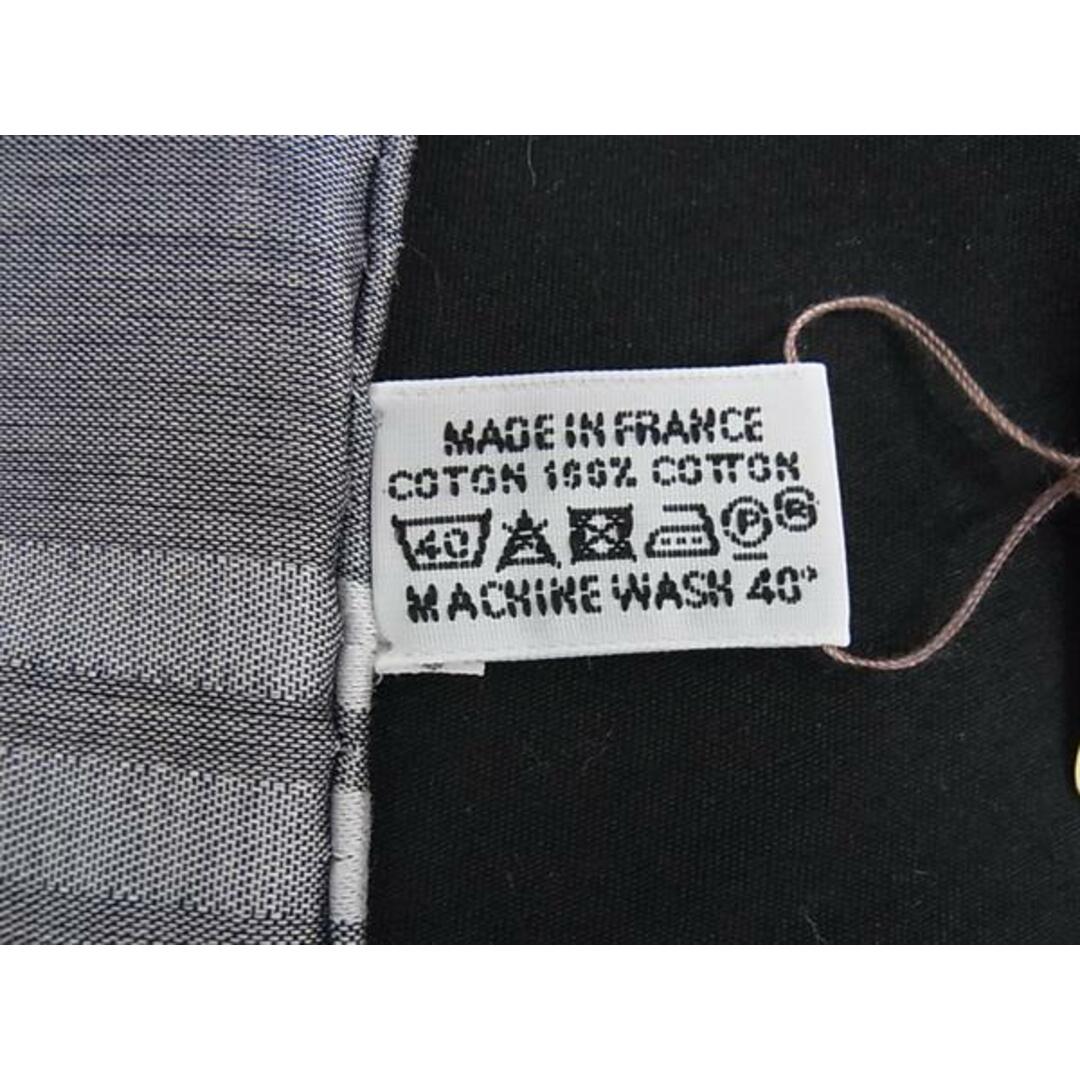 MADE IN FRANCE
COTON 100% COTTON
40 P R
MACHINE WASH 40°